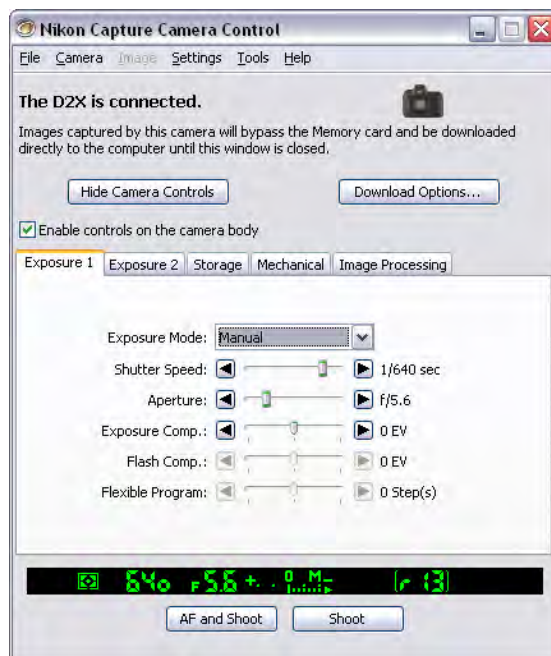 Nikon Capture Camera Control
File Camera Image Settings Tools Help
The D2X is connected.
Images captured by this camera will bypass the Memory card and be downloaded
directly to the computer until this window is closed.
Hide Camera Controls Download Options...
Enable controls on the camera body
Exposure 1 Exposure 2 Storage Mechanical Image Processing
Exposure Mode: Manual
Shutter Speed: 1/640 sec
Aperture: f/5.6
Exposure Comp.: 0 EV
Flash Comp.: 0 EV
Flexible Program: 0 Step(s)
640 F5.6 +. . 0 M- (r 13)
AF and Shoot Shoot